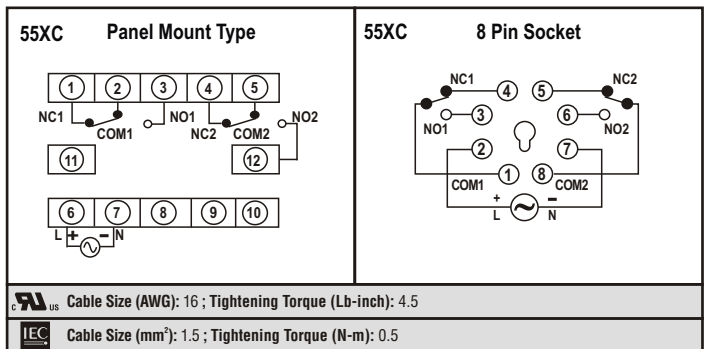 55XC Panel Mount Type
1 2 3 4 5
NC1 COM1 NO1 NC2 COM2 NO2
11 12
6 7 8 9 10
L + - N
55XC 8 Pin Socket
NC1 4 5 NC2
NO1 3 6 NO2
2 7
COM1 1 8 COM2
+ -
L N
c RU us Cable Size (AWG): 16 ; Tightening Torque (Lb-inch): 4.5
IEC Cable Size (mm²): 1.5 ; Tightening Torque (N-m): 0.5